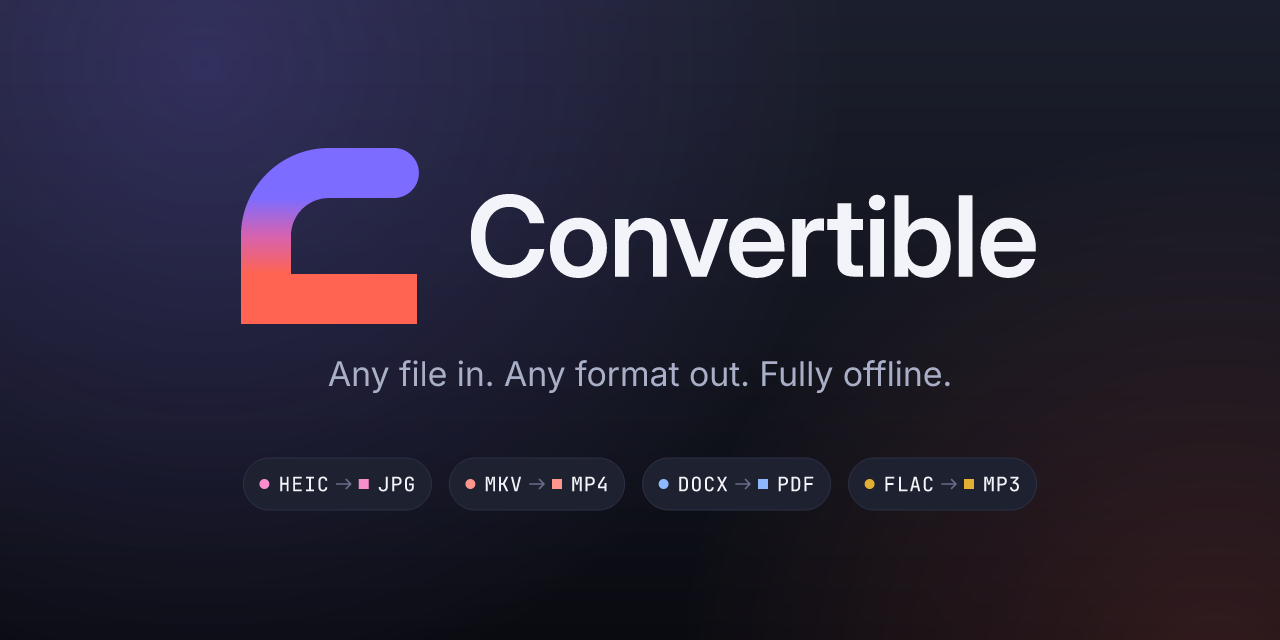 Convertible
Any file in. Any format out. Fully offline.
HEIC → JPG MKV → MP4 DOCX → PDF FLAC → MP3